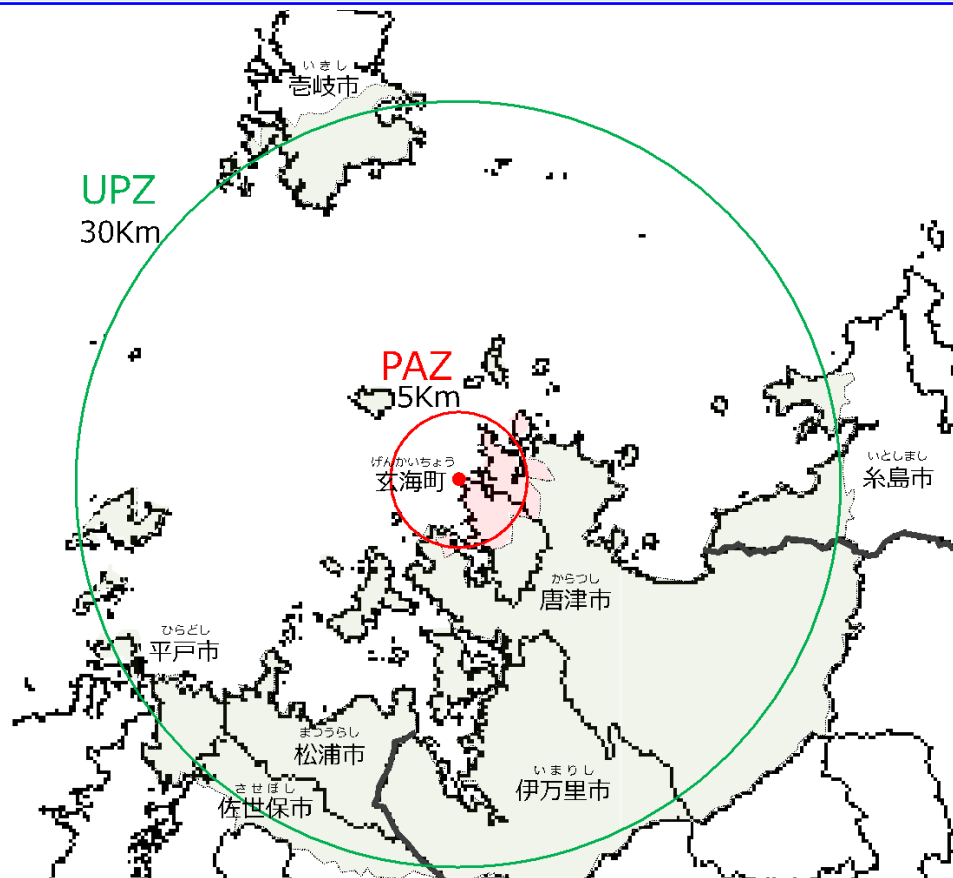 いきし
壱岐市
UPZ
30Km
PAZ
5Km
げんかいちょう
玄海町
いとしまし
糸島市
からつし
唐津市
ひらどし
平戸市
まつうらし
松浦市
いまりし
伊万里市
させぼし
佐世保市